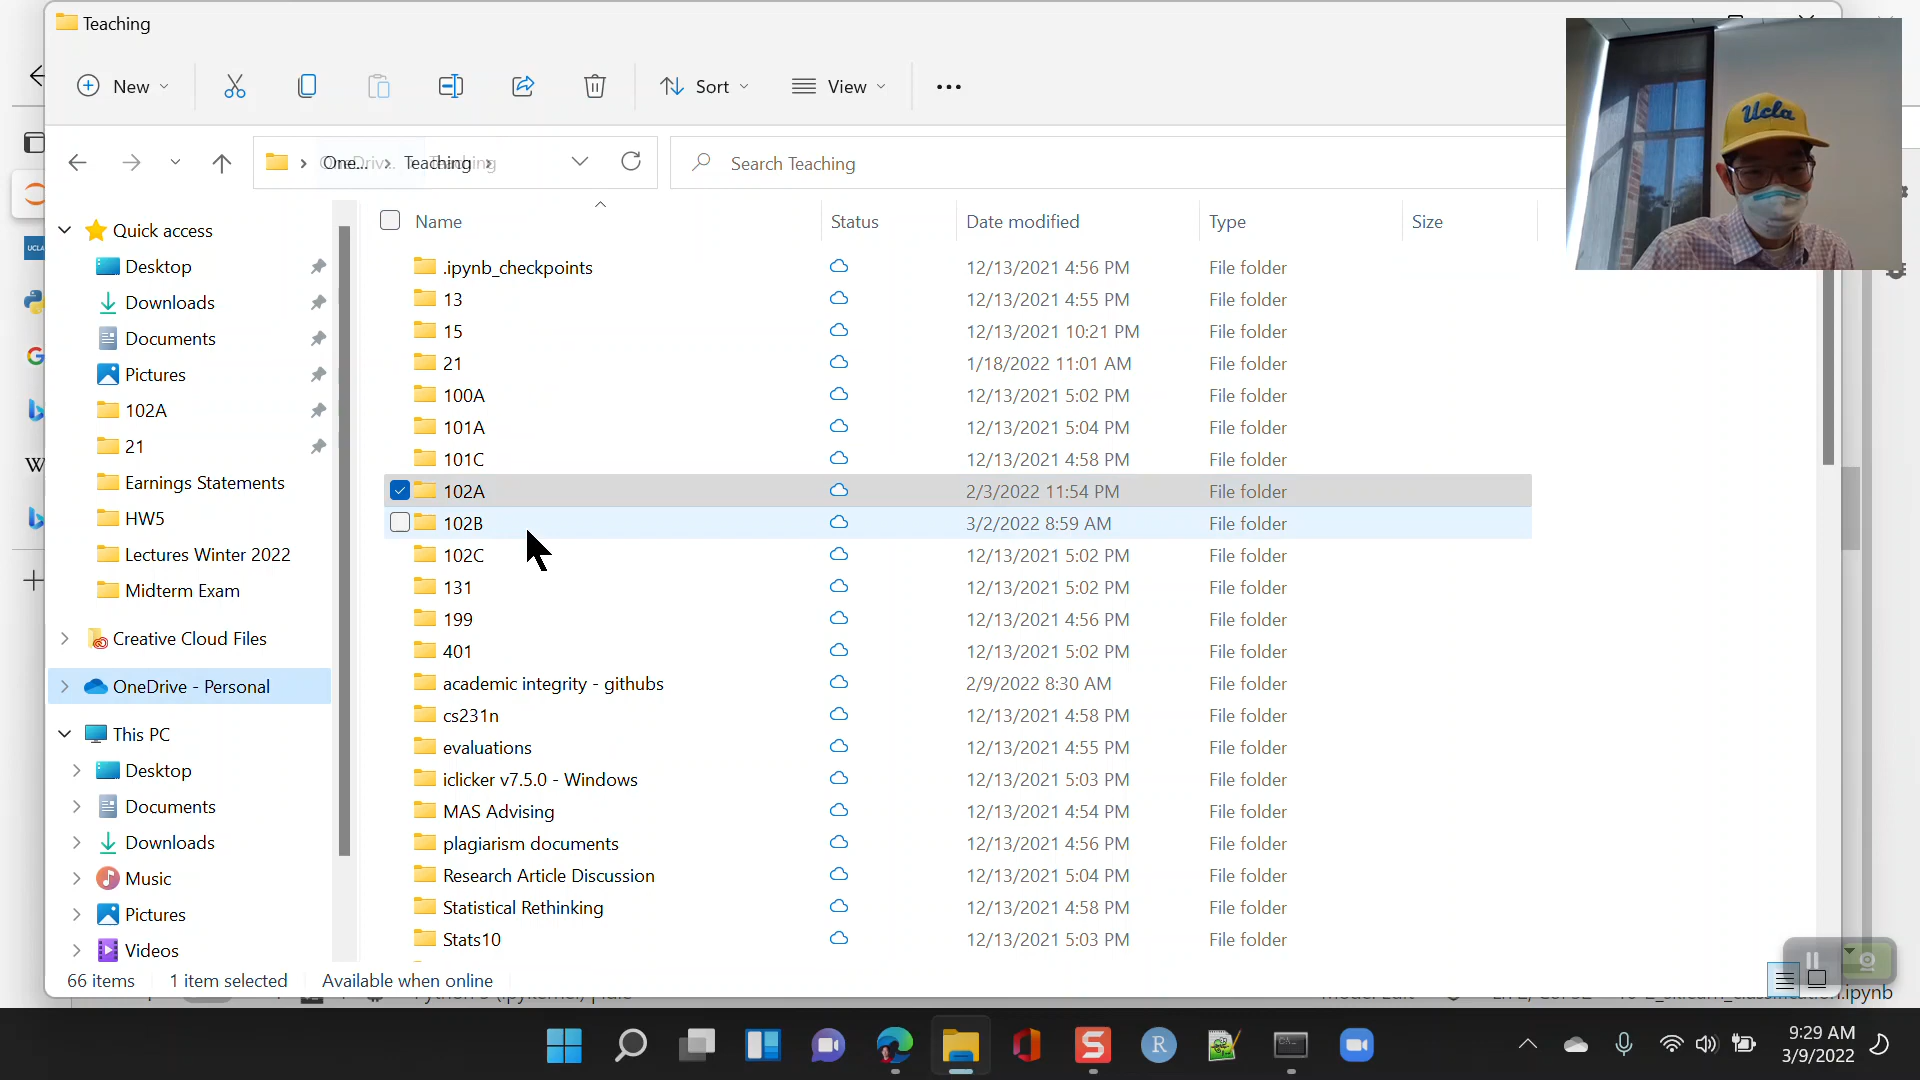 Teaching
New
Sort
View
One...
Teaching
Search Teaching
Name
Status
Date modified
Type
Size
Quick access
Desktop
Downloads
Documents
Pictures
102A
21
Earnings Statements
HW5
Lectures Winter 2022
Midterm Exam
Creative Cloud Files
OneDrive - Personal
This PC
Desktop
Documents
Downloads
Music
Pictures
Videos
.ipynb_checkpoints 12/13/2021 4:56 PM File folder
13 12/13/2021 4:55 PM File folder
15 12/13/2021 10:21 PM File folder
21 1/18/2022 11:01 AM File folder
100A 12/13/2021 5:02 PM File folder
101A 12/13/2021 5:04 PM File folder
101C 12/13/2021 4:58 PM File folder
102A 2/3/2022 11:54 PM File folder
102B 3/2/2022 8:59 AM File folder
102C 12/13/2021 5:02 PM File folder
131 12/13/2021 5:02 PM File folder
199 12/13/2021 4:56 PM File folder
401 12/13/2021 5:02 PM File folder
academic integrity - githubs 2/9/2022 8:30 AM File folder
cs231n 12/13/2021 4:58 PM File folder
evaluations 12/13/2021 4:55 PM File folder
iclicker v7.5.0 - Windows 12/13/2021 5:03 PM File folder
MAS Advising 12/13/2021 4:54 PM File folder
plagiarism documents 12/13/2021 4:56 PM File folder
Research Article Discussion 12/13/2021 5:04 PM File folder
Statistical Rethinking 12/13/2021 4:58 PM File folder
Stats10 12/13/2021 5:03 PM File folder
66 items
1 item selected
Available when online
Ucla
UCLA
9:29 AM
3/9/2022